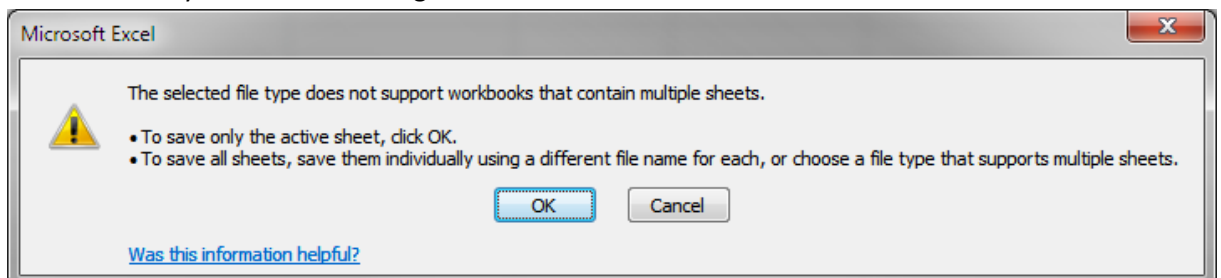 Microsoft Excel
The selected file type does not support workbooks that contain multiple sheets.
• To save only the active sheet, click OK.
• To save all sheets, save them individually using a different file name for each, or choose a file type that supports multiple sheets.
OK Cancel
Was this information helpful?